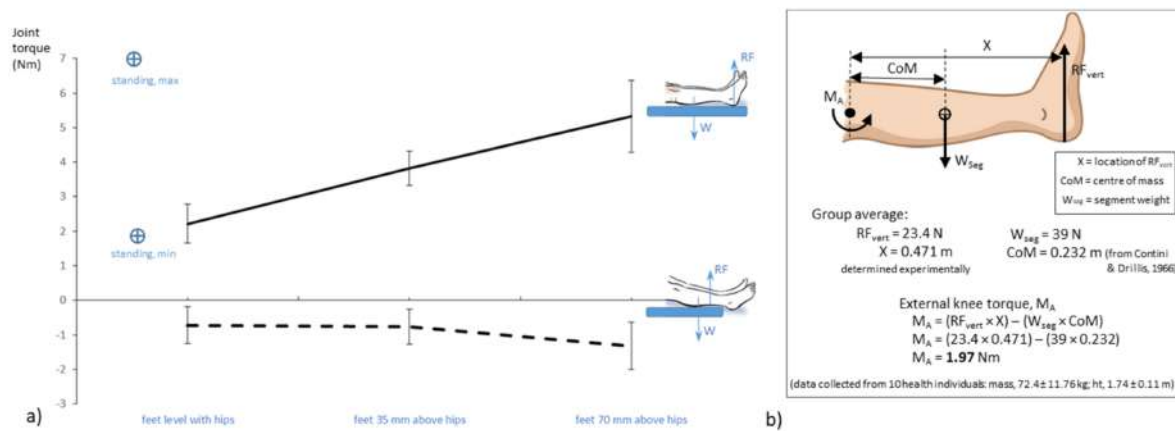 Joint
torque
(Nm)
7
6
5
4
3
2
1
0
-1
-2
-3
standing, max
standing, min
RF
W
RF
W
feet level with hips
feet 35 mm above hips
feet 70 mm above hips
a)
X
CoM
RFvert
MA
WSeg
X = location of RFvert
CoM = centre of mass
Wseg = segment weight
Group average:
RFvert = 23.4 N
Wseg = 39 N
X = 0.471 m
CoM = 0.232 m (from Contini
determined experimentally
& Drillis, 1966)
External knee torque, MA
MA = (RFvert × X) – (Wseg × CoM)
MA = (23.4 × 0.471) – (39 × 0.232)
MA = 1.97 Nm
(data collected from 10 health individuals: mass, 72.4 ± 11.76 kg; ht, 1.74 ± 0.11 m)
b)